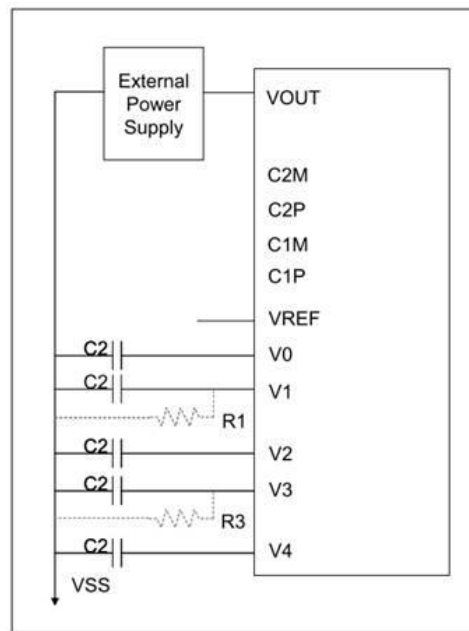 External
Power
Supply
VOUT
C2M
C2P
C1M
C1P
VREF
C2
V0
C2
V1
R1
C2
V2
C2
V3
R3
C2
V4
VSS